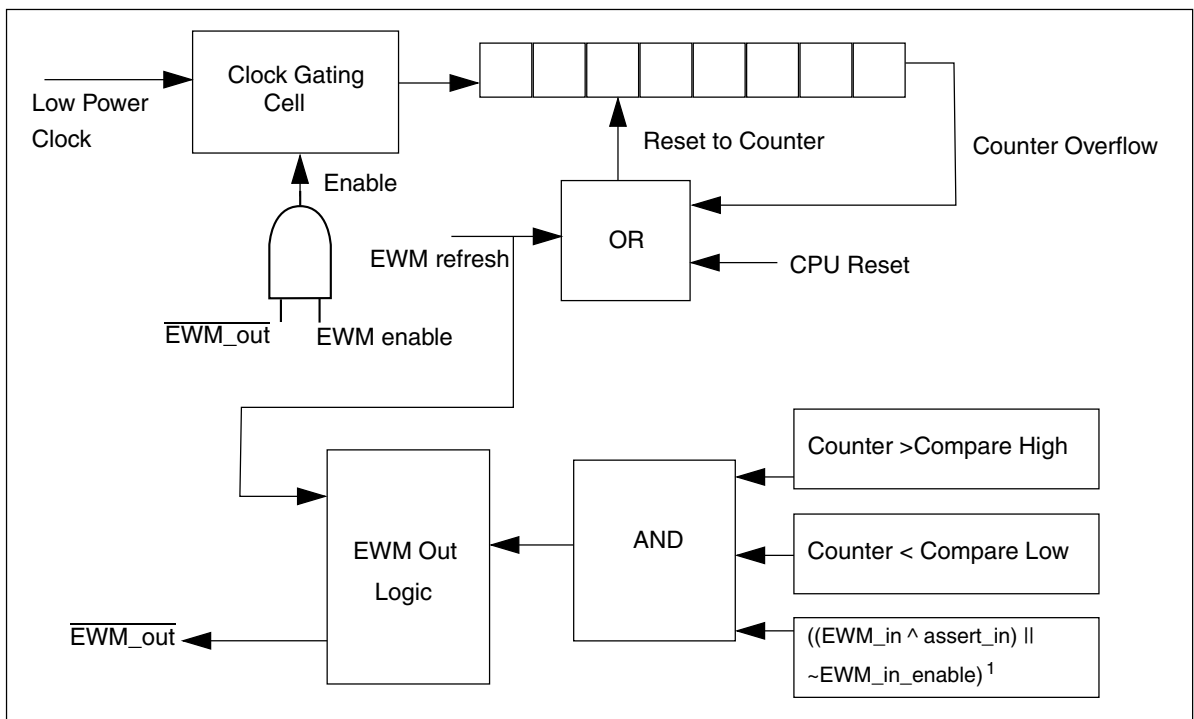 Low Power
Clock
Clock Gating
Cell
Enable
EWM_out
EWM enable
Reset to Counter
Counter Overflow
EWM refresh
OR
CPU Reset
Counter >Compare High
Counter < Compare Low
((EWM_in ^ assert_in) ||
~EWM_in_enable) 1
AND
EWM Out
Logic
EWM_out